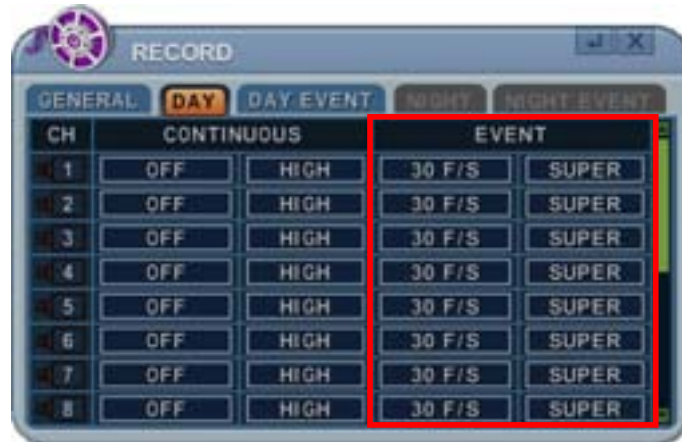 RECORD
GENERAL DAY DAY EVENT NIGHT NIGHT EVENT
CH CONTINUOUS EVENT
1 OFF HIGH 30 F/S SUPER
2 OFF HIGH 30 F/S SUPER
3 OFF HIGH 30 F/S SUPER
4 OFF HIGH 30 F/S SUPER
5 OFF HIGH 30 F/S SUPER
6 OFF HIGH 30 F/S SUPER
7 OFF HIGH 30 F/S SUPER
8 OFF HIGH 30 F/S SUPER